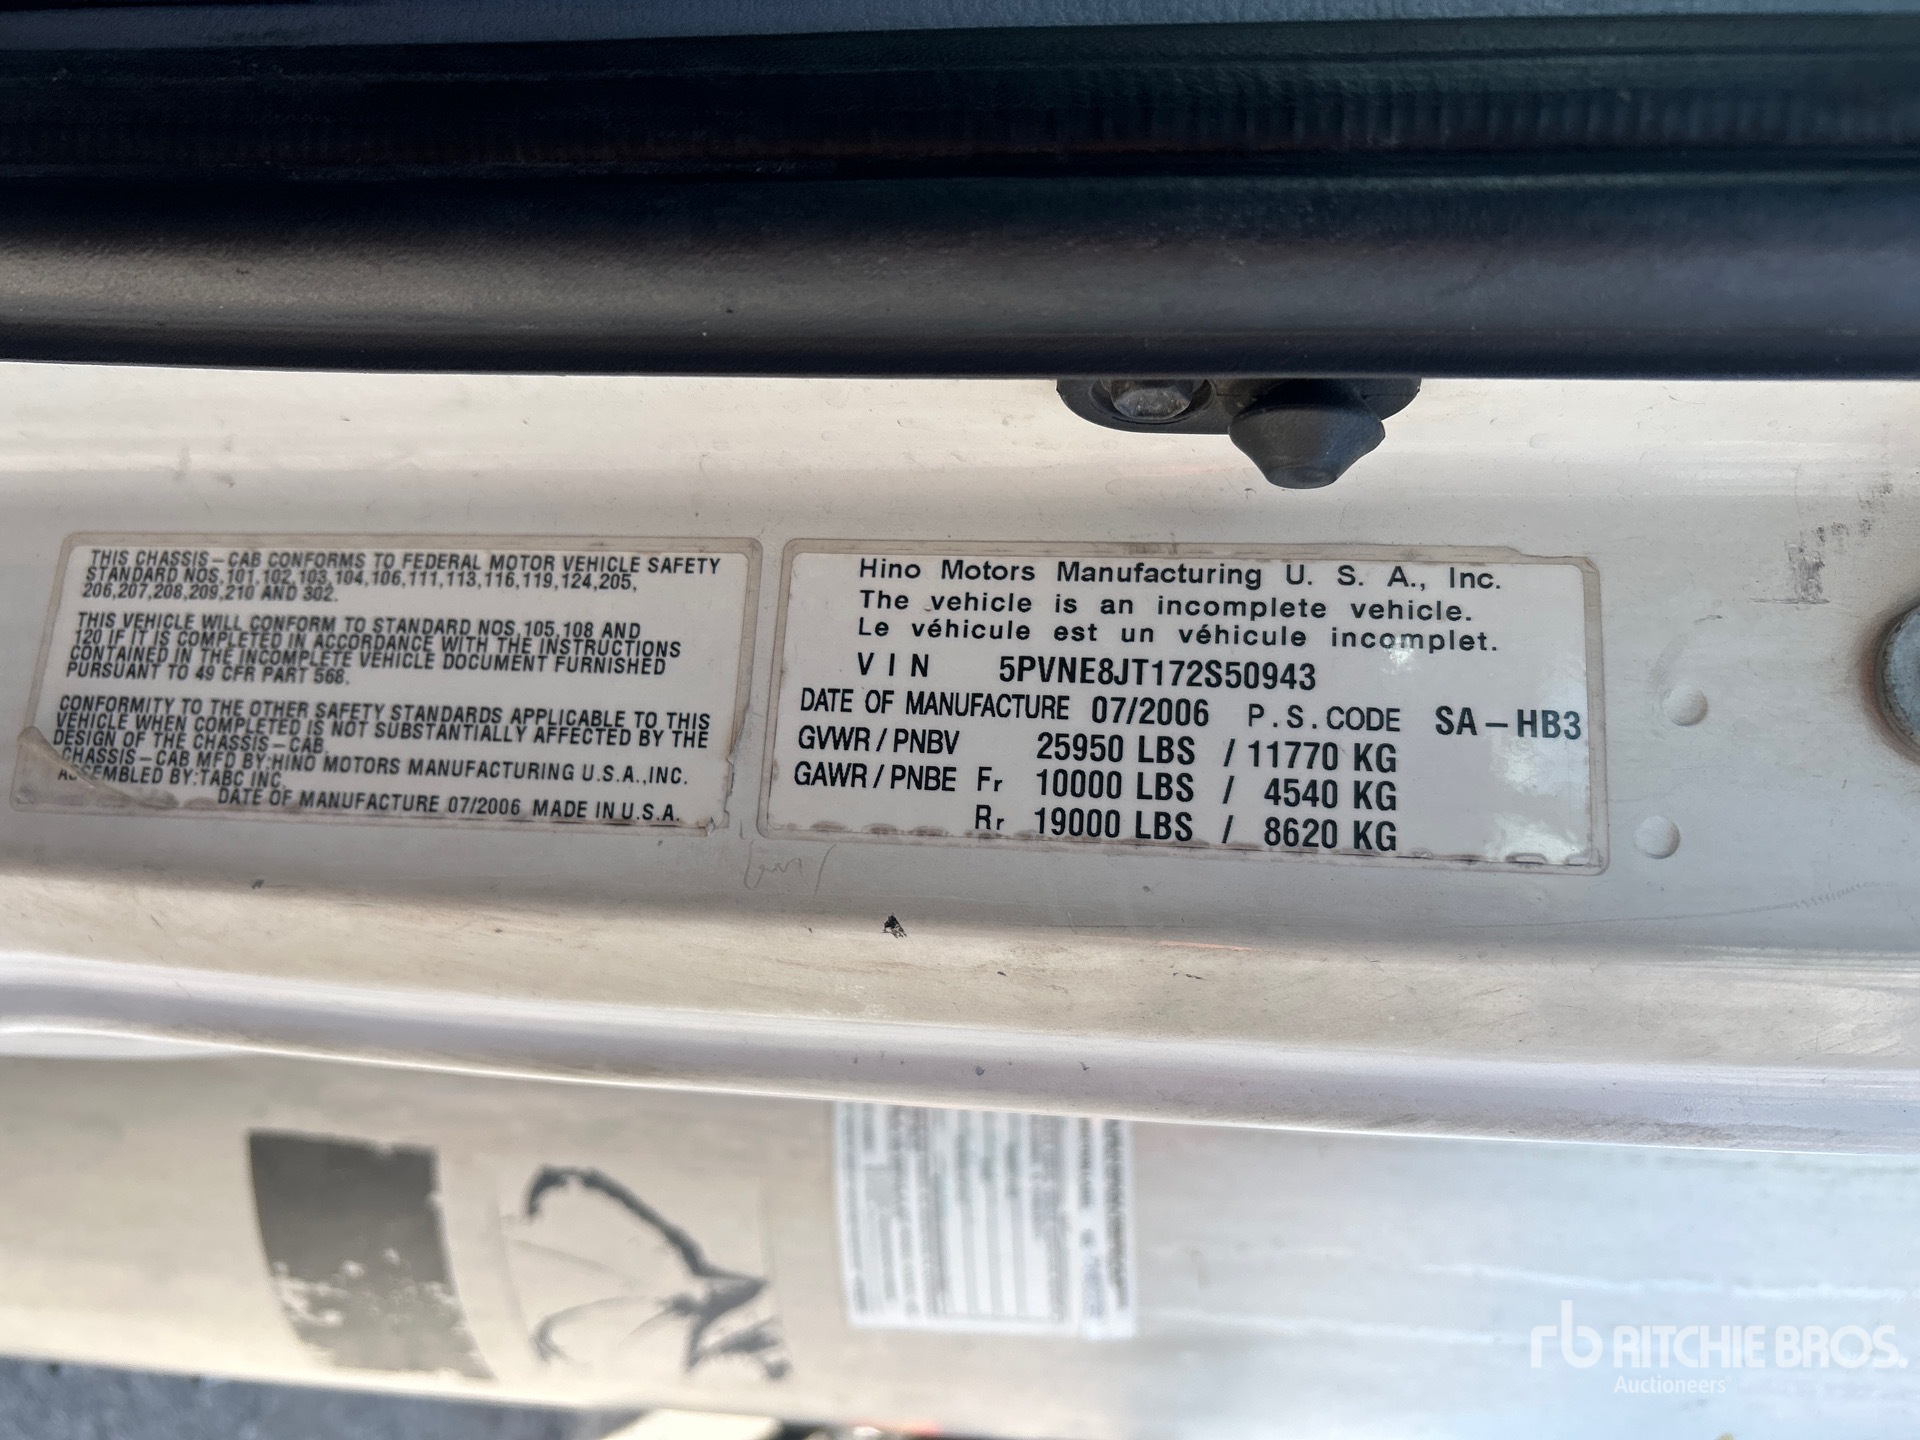 THIS CHASSIS-CAB CONFORMS TO FEDERAL MOTOR VEHICLE SAFETY
STANDARD NOS,101,102,103,104,106,111,113,116,119,124,205,
206,207,208,209,210 AND 302.
THIS VEHICLE WILL CONFORM TO STANDARD NOS,105,108 AND
120 IF IT IS COMPLETED IN ACCORDANCE WITH THE INSTRUCTIONS
CONTAINED IN THE INCOMPLETE VEHICLE DOCUMENT FURNISHED
PURSUANT TO 49 CFR PART 568.
CONFORMITY TO THE OTHER SAFETY STANDARDS APPLICABLE TO THIS
VEHICLE WHEN COMPLETED IS NOT SUBSTANTIALLY AFFECTED BY THE
DESIGN OF THE CHASSIS-CAB.
CHASSIS-CAB MFD BY:HINO MOTORS MANUFACTURING U.S.A.,INC.
ASSEMBLED BY:TABC INC.
DATE OF MANUFACTURE 07/2006 MADE IN U.S.A.
Hino Motors Manufacturing U. S. A., Inc.
The vehicle is an incomplete vehicle.
Le véhicule est un véhicule incomplet.
VIN 5PVNE8JT172S50943
DATE OF MANUFACTURE 07/2006 P.S.CODE SA-HB3
GVWR/PNBV 25950 LBS / 11770 KG
GAWR/PNBE Fr 10000 LBS / 4540 KG
Rr 19000 LBS / 8620 KG
rb RITCHIE BROS.
Auctioneers